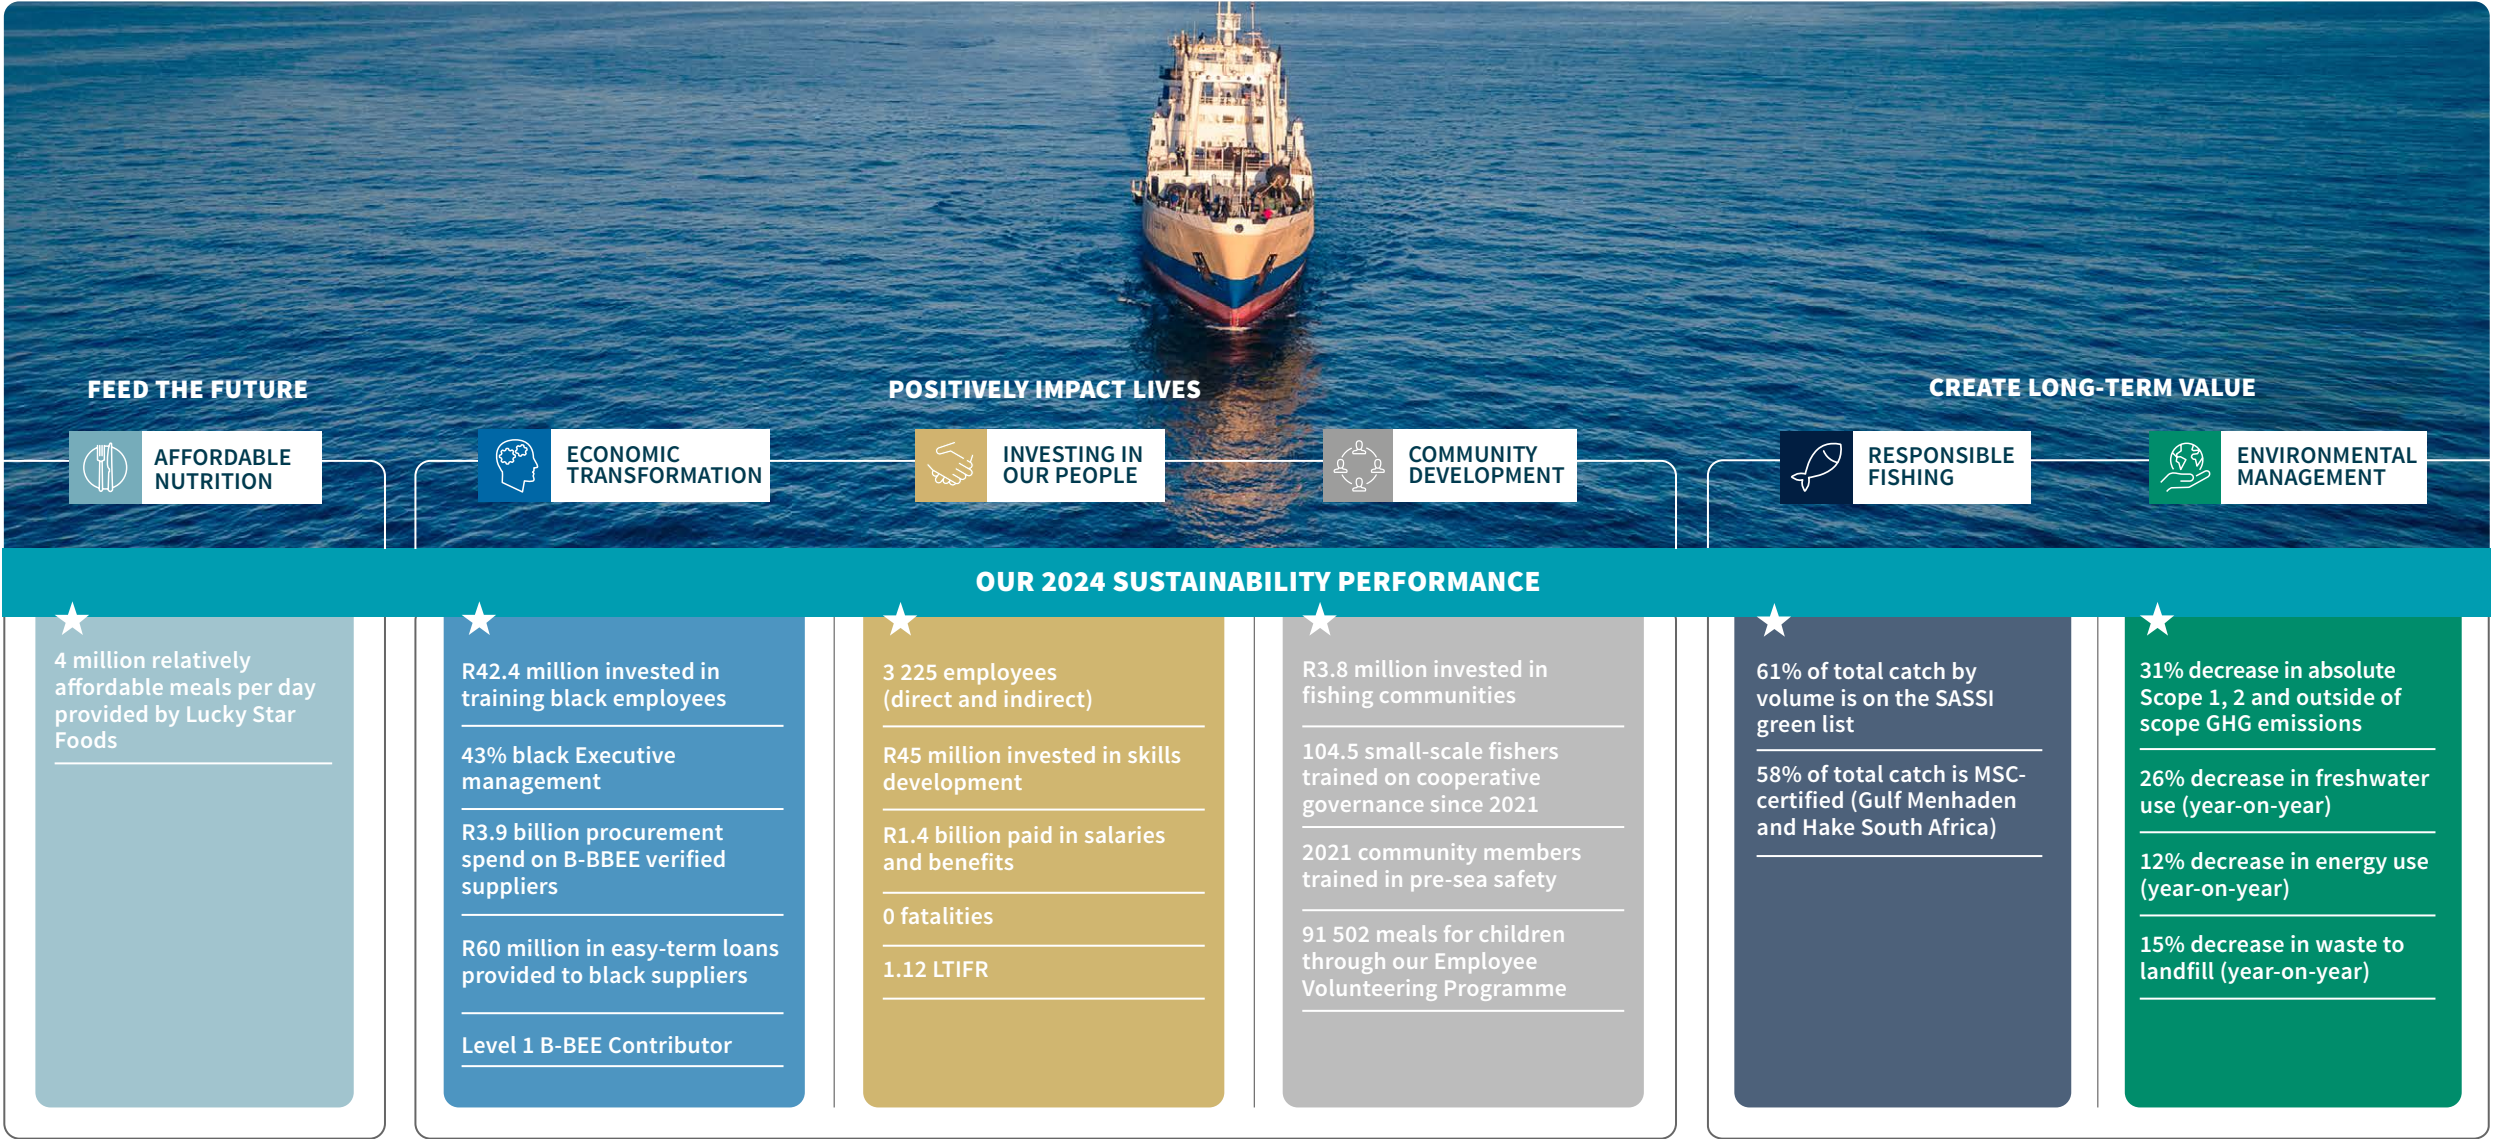 FEED THE FUTURE
AFFORDABLE
NUTRITION
POSITIVELY IMPACT LIVES
ECONOMIC
TRANSFORMATION
INVESTING IN
OUR PEOPLE
COMMUNITY
DEVELOPMENT
CREATE LONG-TERM VALUE
RESPONSIBLE
FISHING
ENVIRONMENTAL
MANAGEMENT
OUR 2024 SUSTAINABILITY PERFORMANCE
4 million relatively
affordable meals per day
provided by Lucky Star
Foods
R42.4 million invested in
training black employees
43% black Executive
management
R3.9 billion procurement
spend on B-BBEE verified
suppliers
R60 million in easy-term loans
provided to black suppliers
Level 1 B-BEE Contributor
3 225 employees
(direct and indirect)
R45 million invested in skills
development
R1.4 billion paid in salaries
and benefits
0 fatalities
1.12 LTIFR
R3.8 million invested in
fishing communities
104.5 small-scale fishers
trained on cooperative
governance since 2021
2021 community members
trained in pre-sea safety
91 502 meals for children
through our Employee
Volunteering Programme
61% of total catch by
volume is on the SASSI
green list
58% of total catch is MSC-
certified (Gulf Menhaden
and Hake South Africa)
31% decrease in absolute
Scope 1, 2 and outside of
scope GHG emissions
26% decrease in freshwater
use (year-on-year)
12% decrease in energy use
(year-on-year)
15% decrease in waste to
landfill (year-on-year)